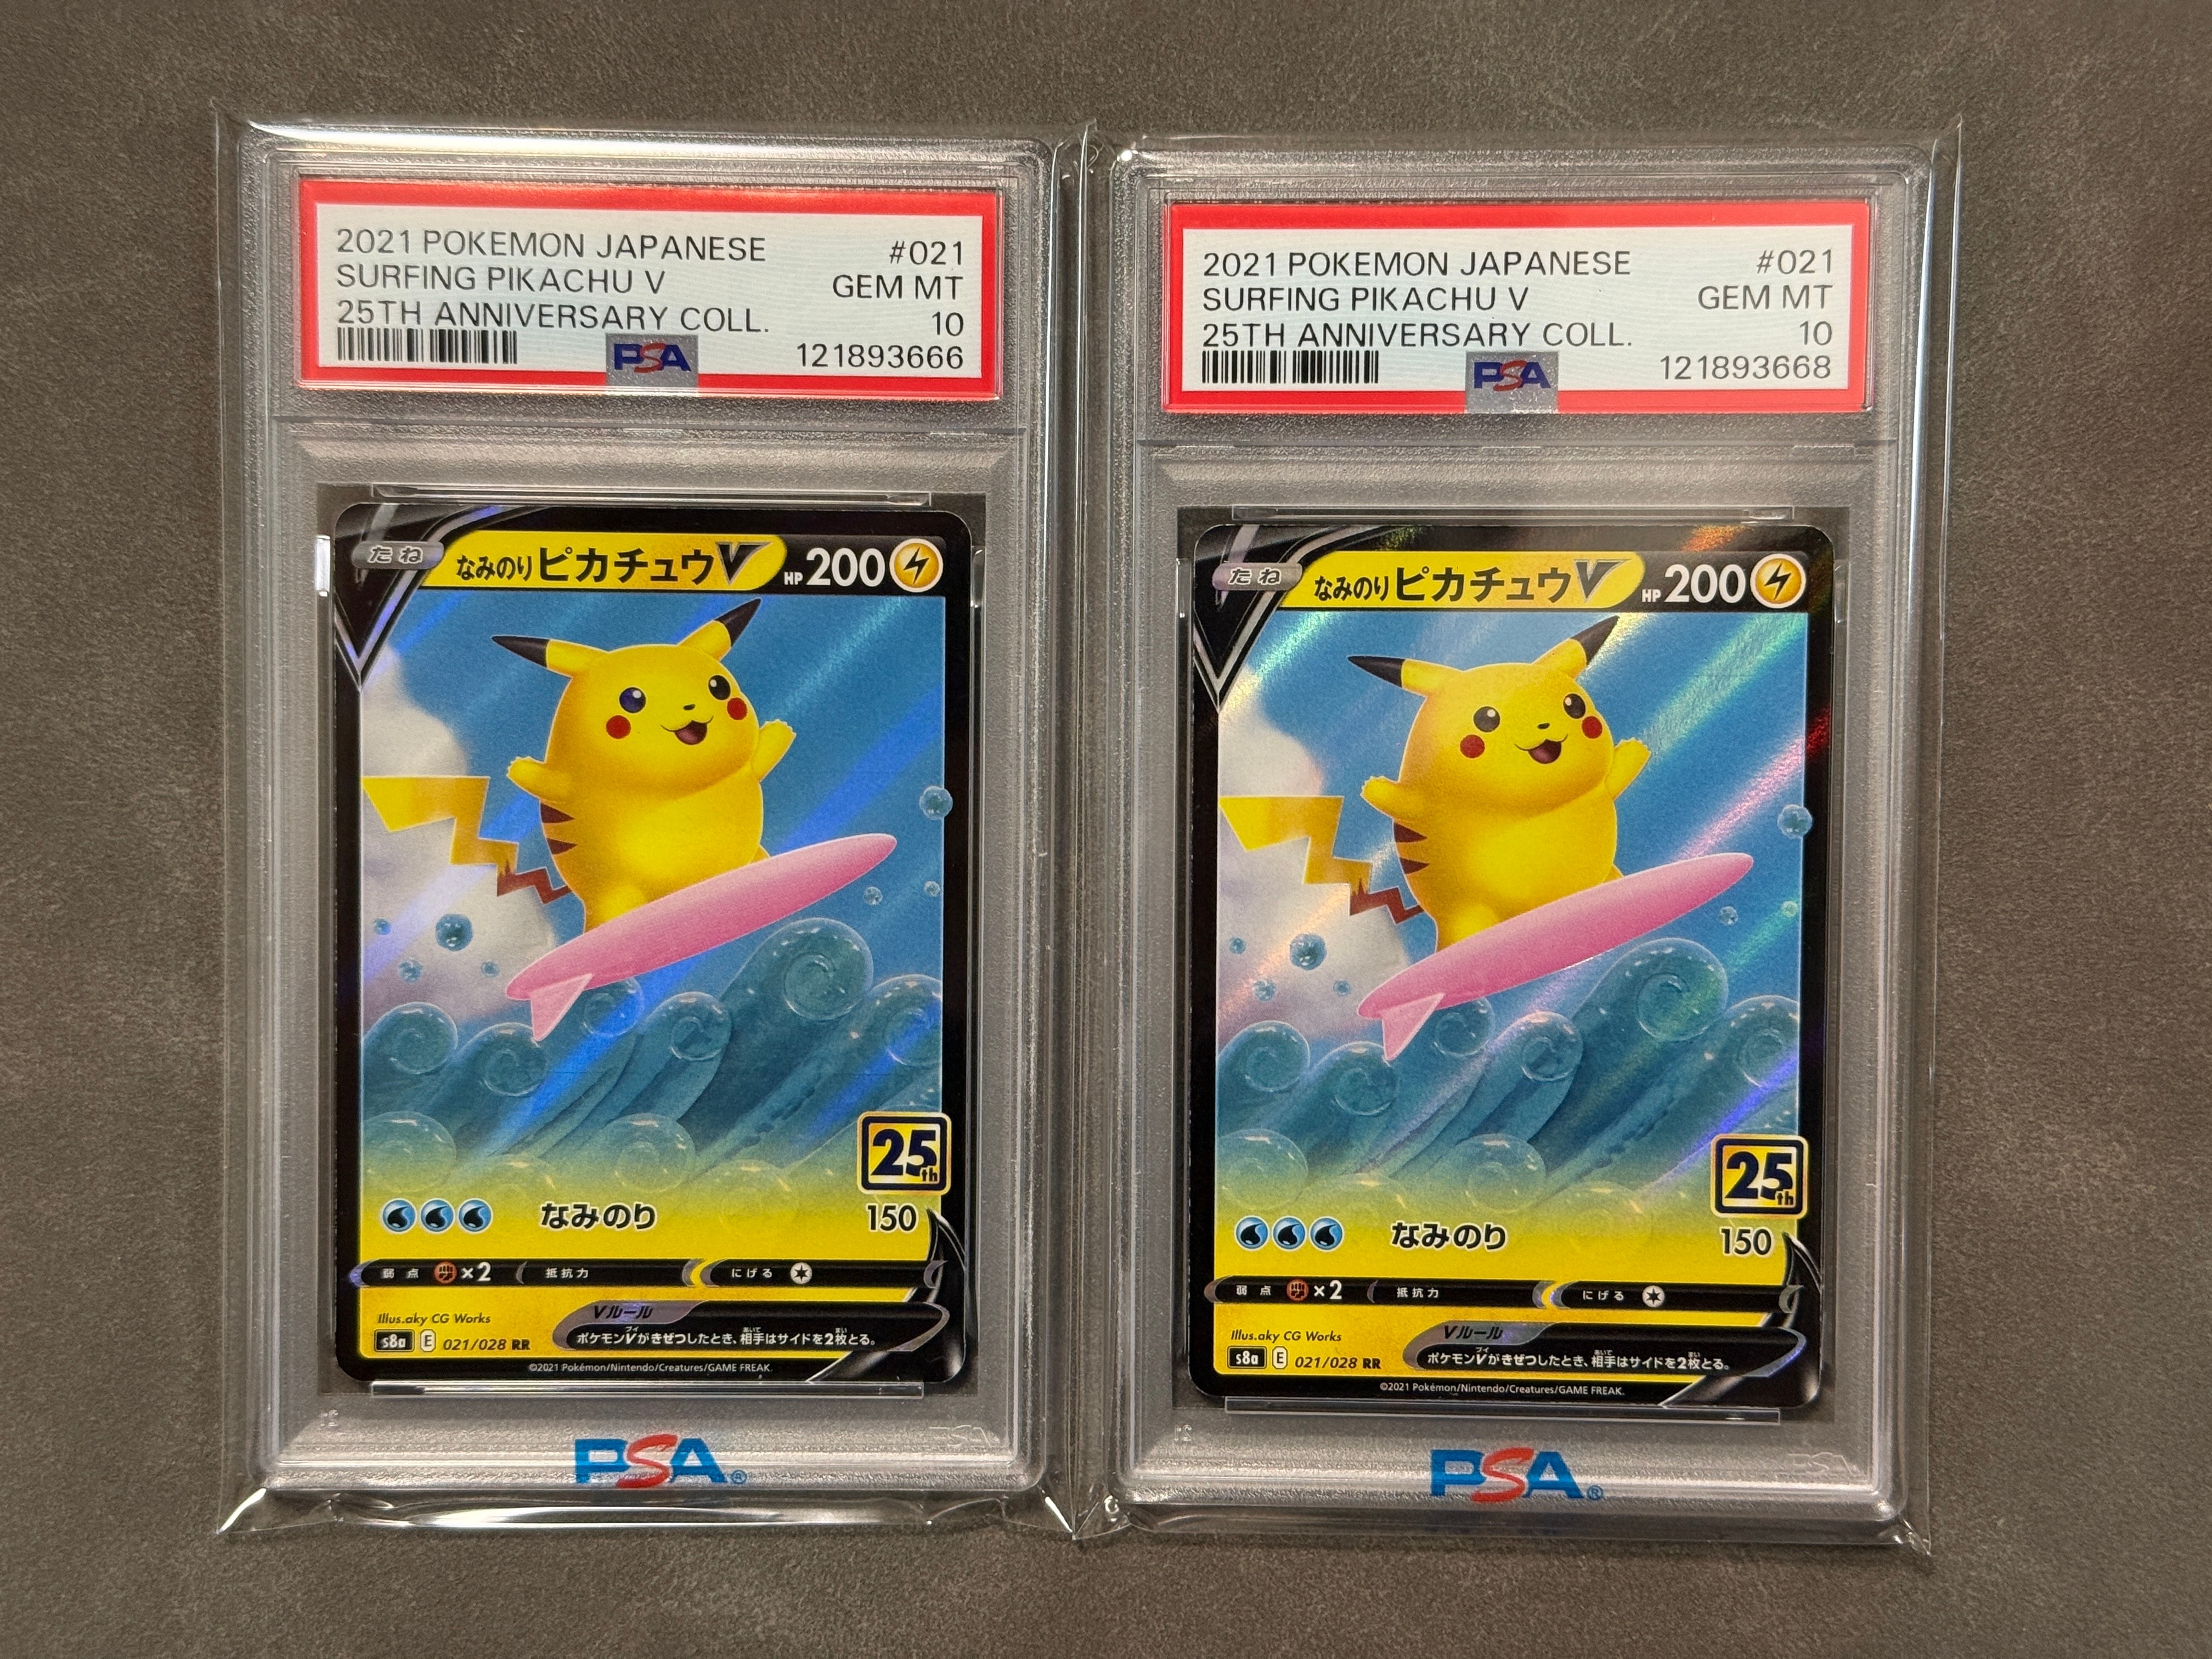 2021 POKEMON JAPANESE #021
SURFING PIKACHU V GEM MT
25TH ANNIVERSARY COLL. 10
PSA 121893666
たね なみのりピカチュウV HP 200
25th
なみのり 150
弱点 ×2 抵抗力 にげる
Illus.aky CG Works
Vルール
ポケモンVがきぜつしたとき、相手はサイドを2枚とる。
s8a E 021/028 RR
©2021 Pokémon/Nintendo/Creatures/GAME FREAK.
PSA®
2021 POKEMON JAPANESE #021
SURFING PIKACHU V GEM MT
25TH ANNIVERSARY COLL. 10
PSA 121893668
たね なみのりピカチュウV HP 200
25th
なみのり 150
弱点 ×2 抵抗力 にげる
Illus.aky CG Works
Vルール
ポケモンVがきぜつしたとき、相手はサイドを2枚とる。
s8a E 021/028 RR
©2021 Pokémon/Nintendo/Creatures/GAME FREAK.
PSA®